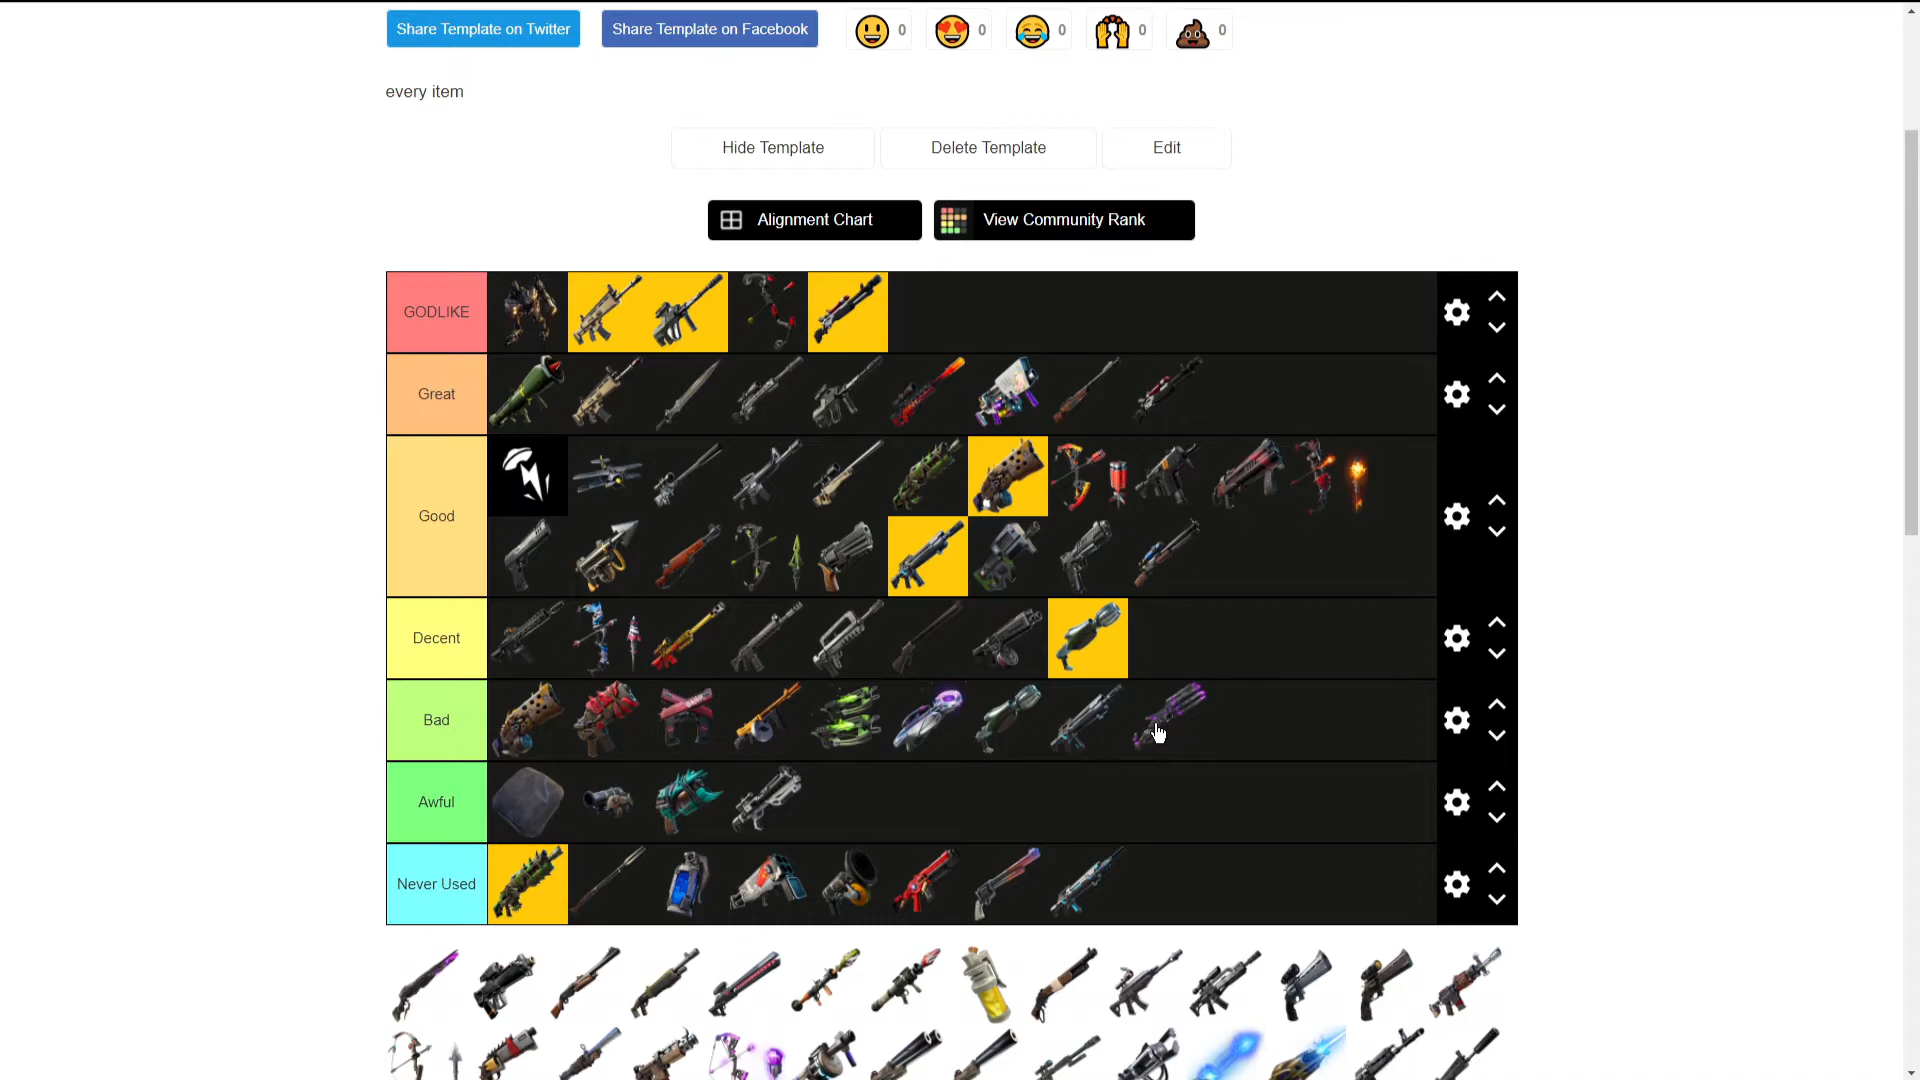 Share Template on Twitter
Share Template on Facebook
0
0
0
0
0
every item
Hide Template
Delete Template
Edit
Alignment Chart
View Community Rank
GODLIKE
Great
Good
Decent
Bad
Awful
Never Used